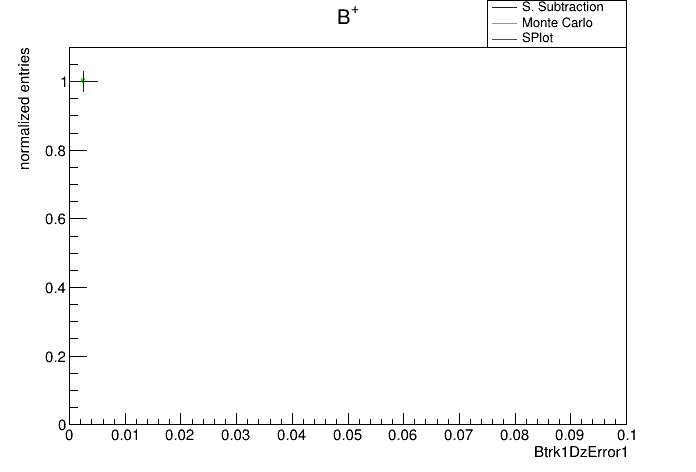 B+
S. Subtraction
Monte Carlo
SPlot
normalized entries
1
0.8
0.6
0.4
0.2
0
0 0.01 0.02 0.03 0.04 0.05 0.06 0.07 0.08 0.09 0.1
Btrk1DzError1